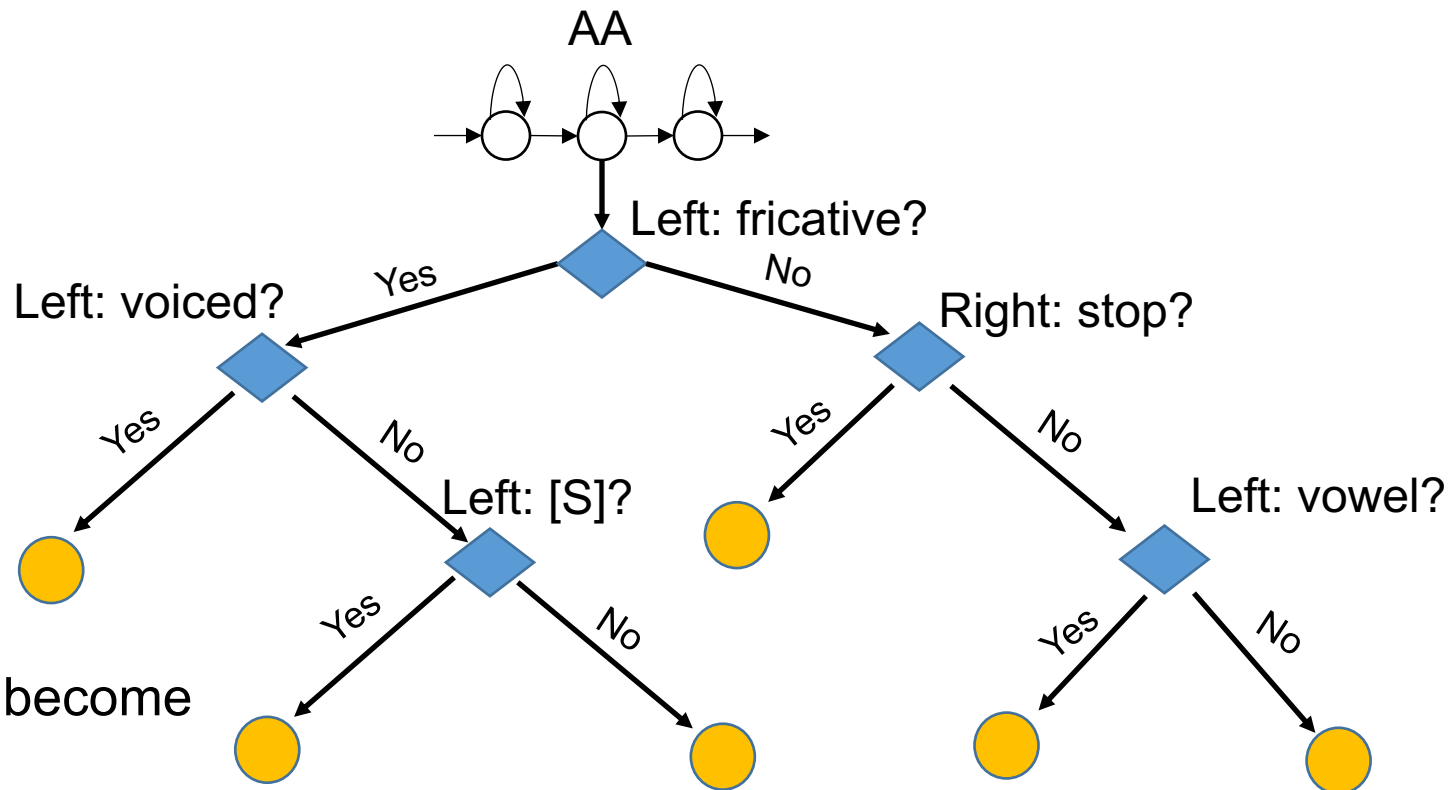 AA
Left: fricative?
Yes
No
Left: voiced?
Right: stop?
Yes
No
Yes
No
Left: [S]?
Left: vowel?
Yes
No
Yes
No
become